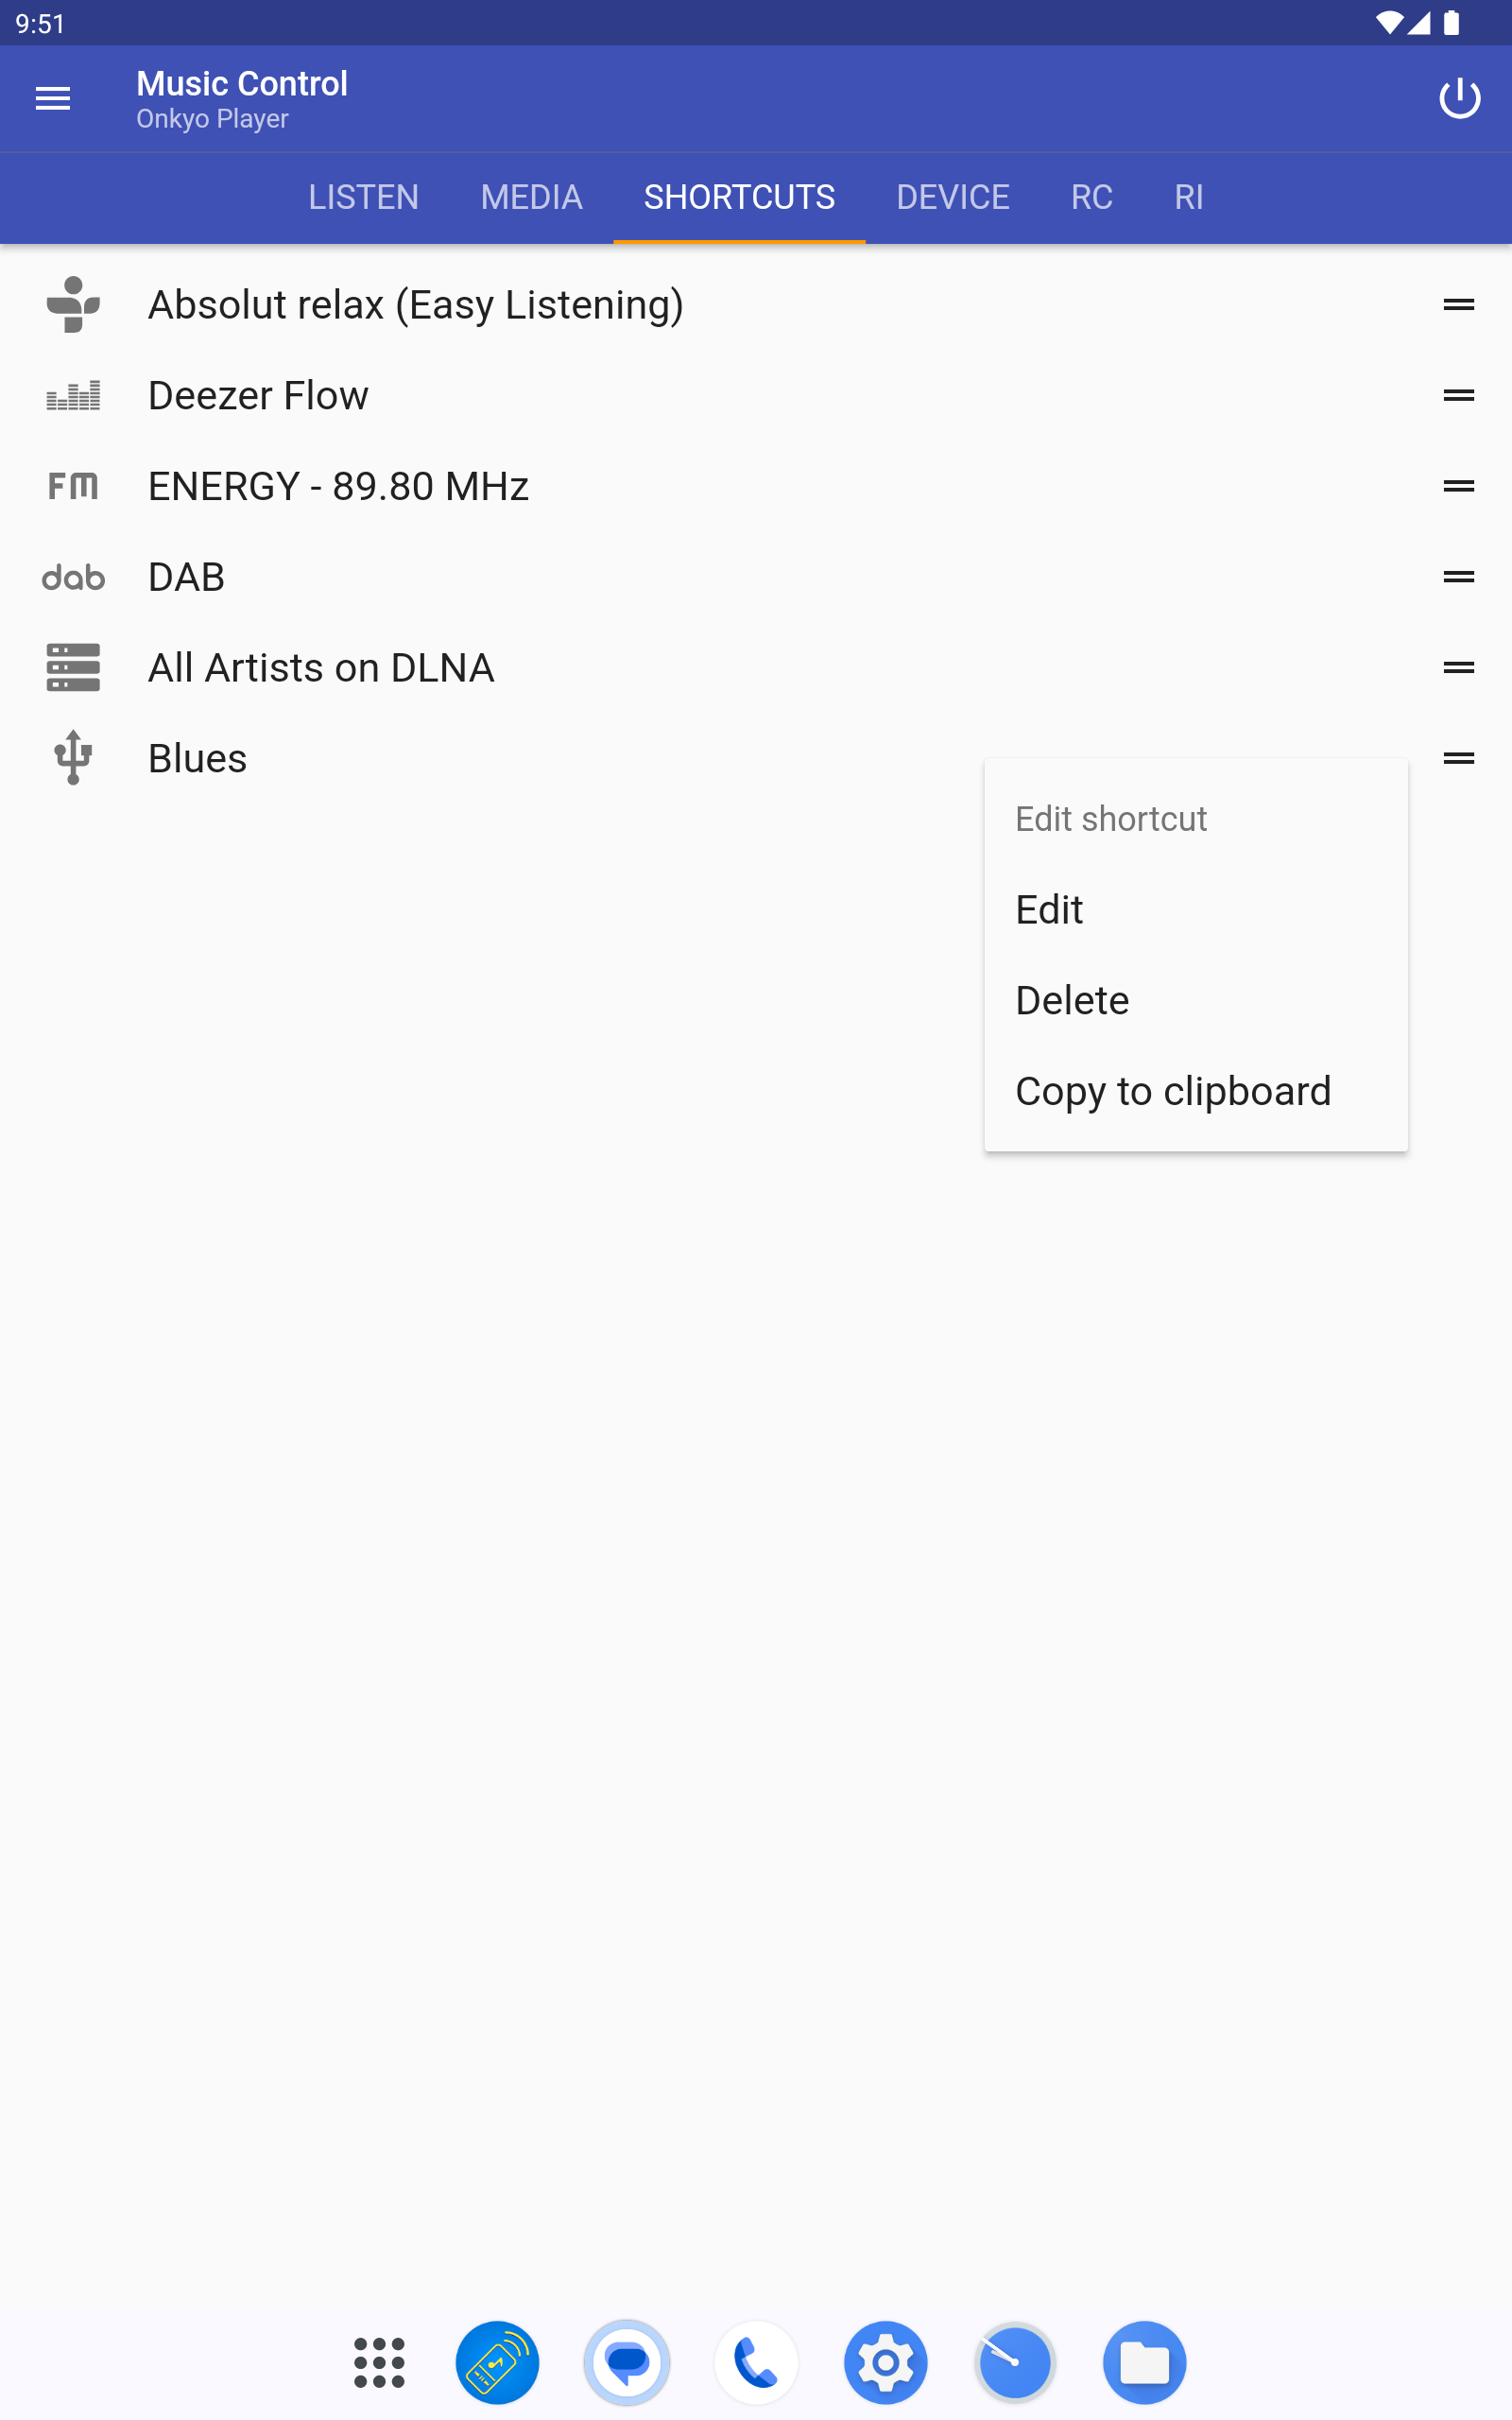 9:51
Music Control
Onkyo Player
LISTEN MEDIA SHORTCUTS DEVICE RC RI
Absolut relax (Easy Listening)
Deezer Flow
FM ENERGY - 89.80 MHz
dab DAB
All Artists on DLNA
Blues
Edit shortcut
Edit
Delete
Copy to clipboard